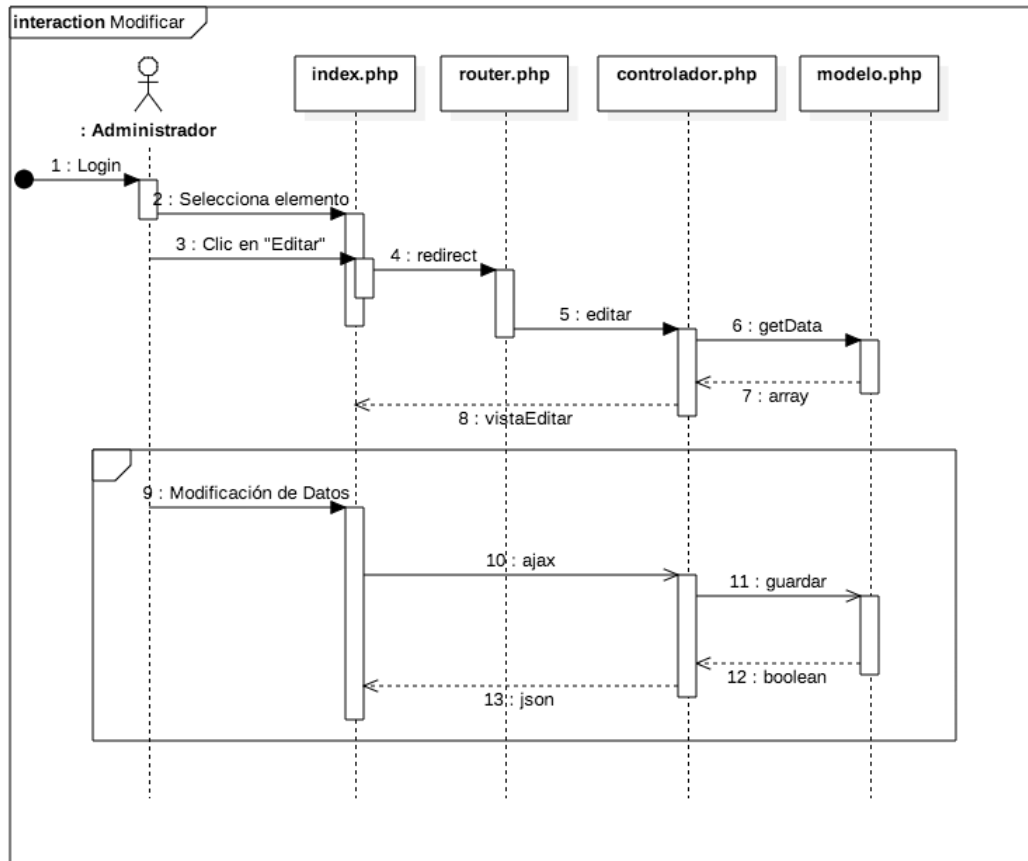 interaction Modificar
index.php
router.php
controlador.php
modelo.php
: Administrador
1 : Login
2 : Selecciona elemento
3 : Clic en "Editar"
4 : redirect
5 : editar
6 : getData
7 : array
8 : vistaEditar
9 : Modificación de Datos
10 : ajax
11 : guardar
12 : boolean
13 : json